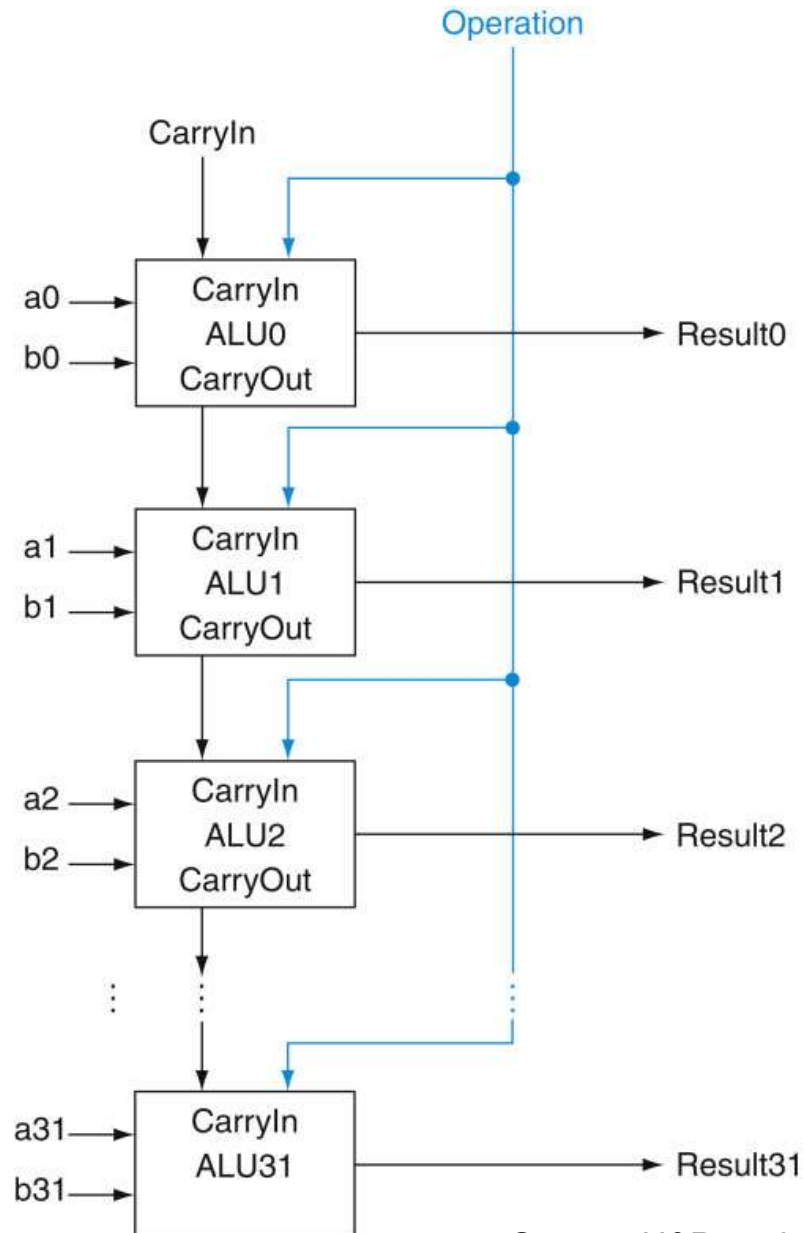 Operation
CarryIn
a0
b0
CarryIn
ALU0
CarryOut
Result0
a1
b1
CarryIn
ALU1
CarryOut
Result1
a2
b2
CarryIn
ALU2
CarryOut
Result2
a31
b31
CarryIn
ALU31
Result31